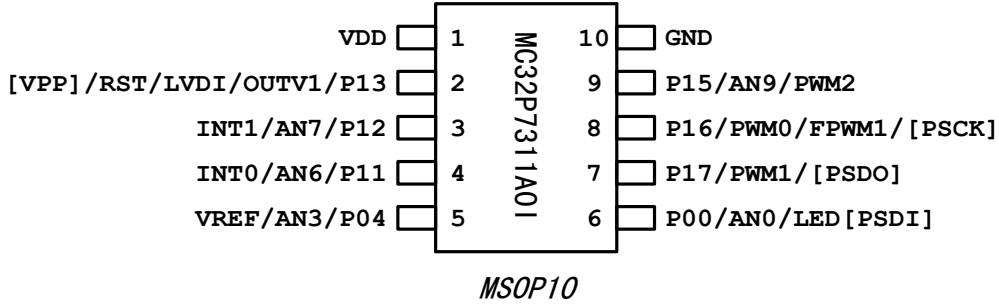 VDD 1 10 GND
[VPP]/RST/LVDI/OUTV1/P13 2 9 P15/AN9/PWM2
INT1/AN7/P12 3 8 P16/PWM0/FPWM1/[PSCK]
INT0/AN6/P11 4 7 P17/PWM1/[PSDO]
VREF/AN3/P04 5 6 P00/AN0/LED[PSDI]
MC32P7311A0I
MSOP10